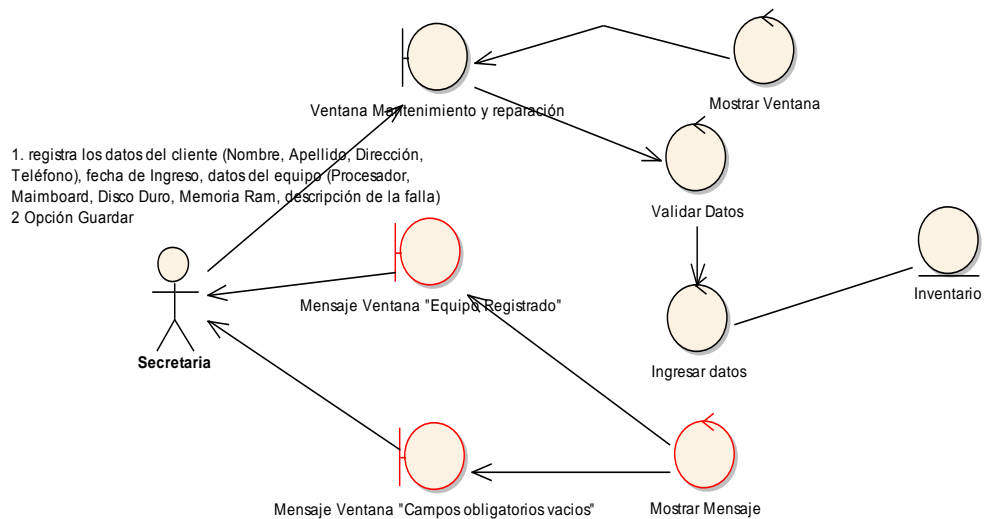 Ventana Mantenimiento y reparación
Mostrar Ventana
1. registra los datos del cliente (Nombre, Apellido, Dirección,
Teléfono), fecha de Ingreso, datos del equipo (Procesador,
Maimboard, Disco Duro, Memoria Ram, descripción de la falla)
2 Opción Guardar
Validar Datos
Inventario
Mensaje Ventana "Equipo Registrado"
Secretaria
Ingresar datos
Mensaje Ventana "Campos obligatorios vacios"
Mostrar Mensaje